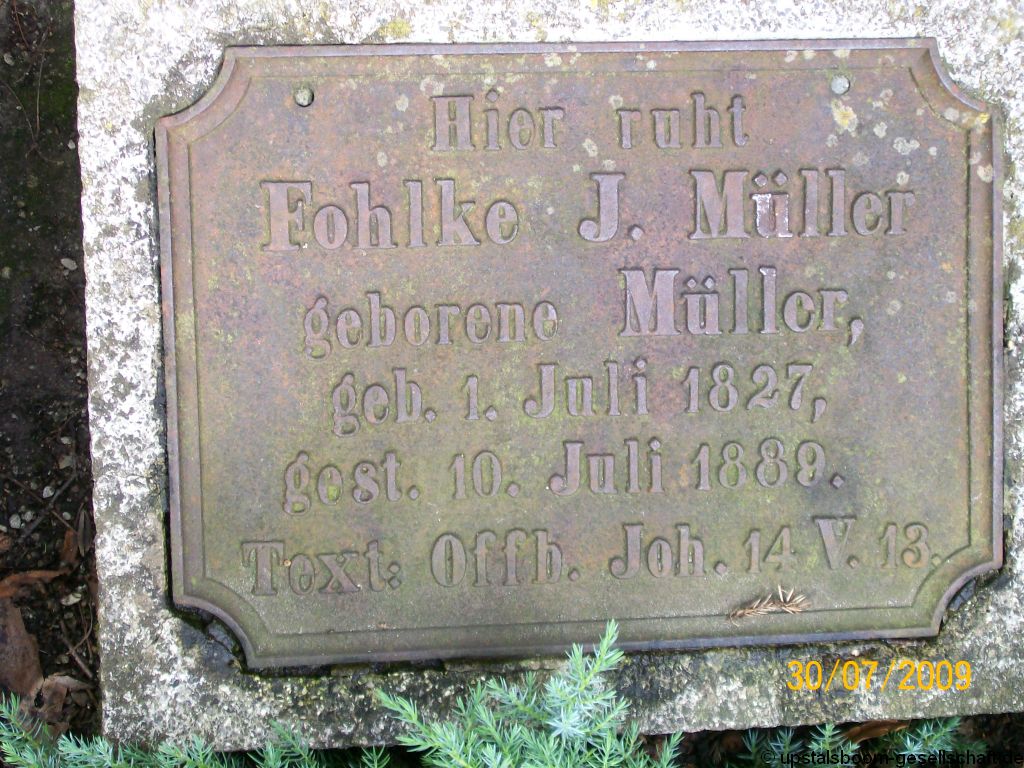 Hier ruht
Fohlke J. Müller
geborene Müller,
geb. 1. Juli 1827,
gest. 10. Juli 1889.
Text: Offb. Joh. 14 V. 13.
30/07/2009
© upstalsboom-gesellschaft.de